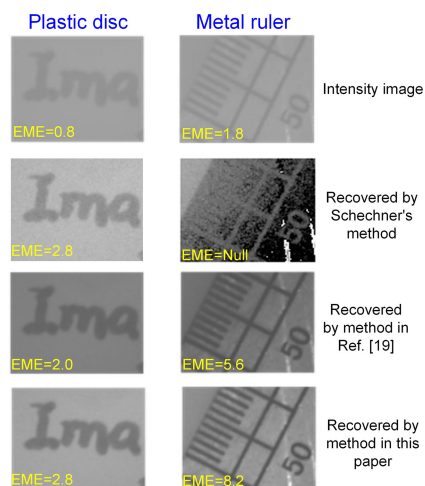 Plastic disc Metal ruler
Ima
EME=0.8
50
EME=1.8
Intensity image
Ima
EME=2.8
50
EME=Null
Recovered by
Schechner's
method
Ima
EME=2.0
50
EME=5.6
Recovered
by method in
Ref. [19]
Ima
EME=2.8
50
EME=8.2
Recovered by
method in this
paper